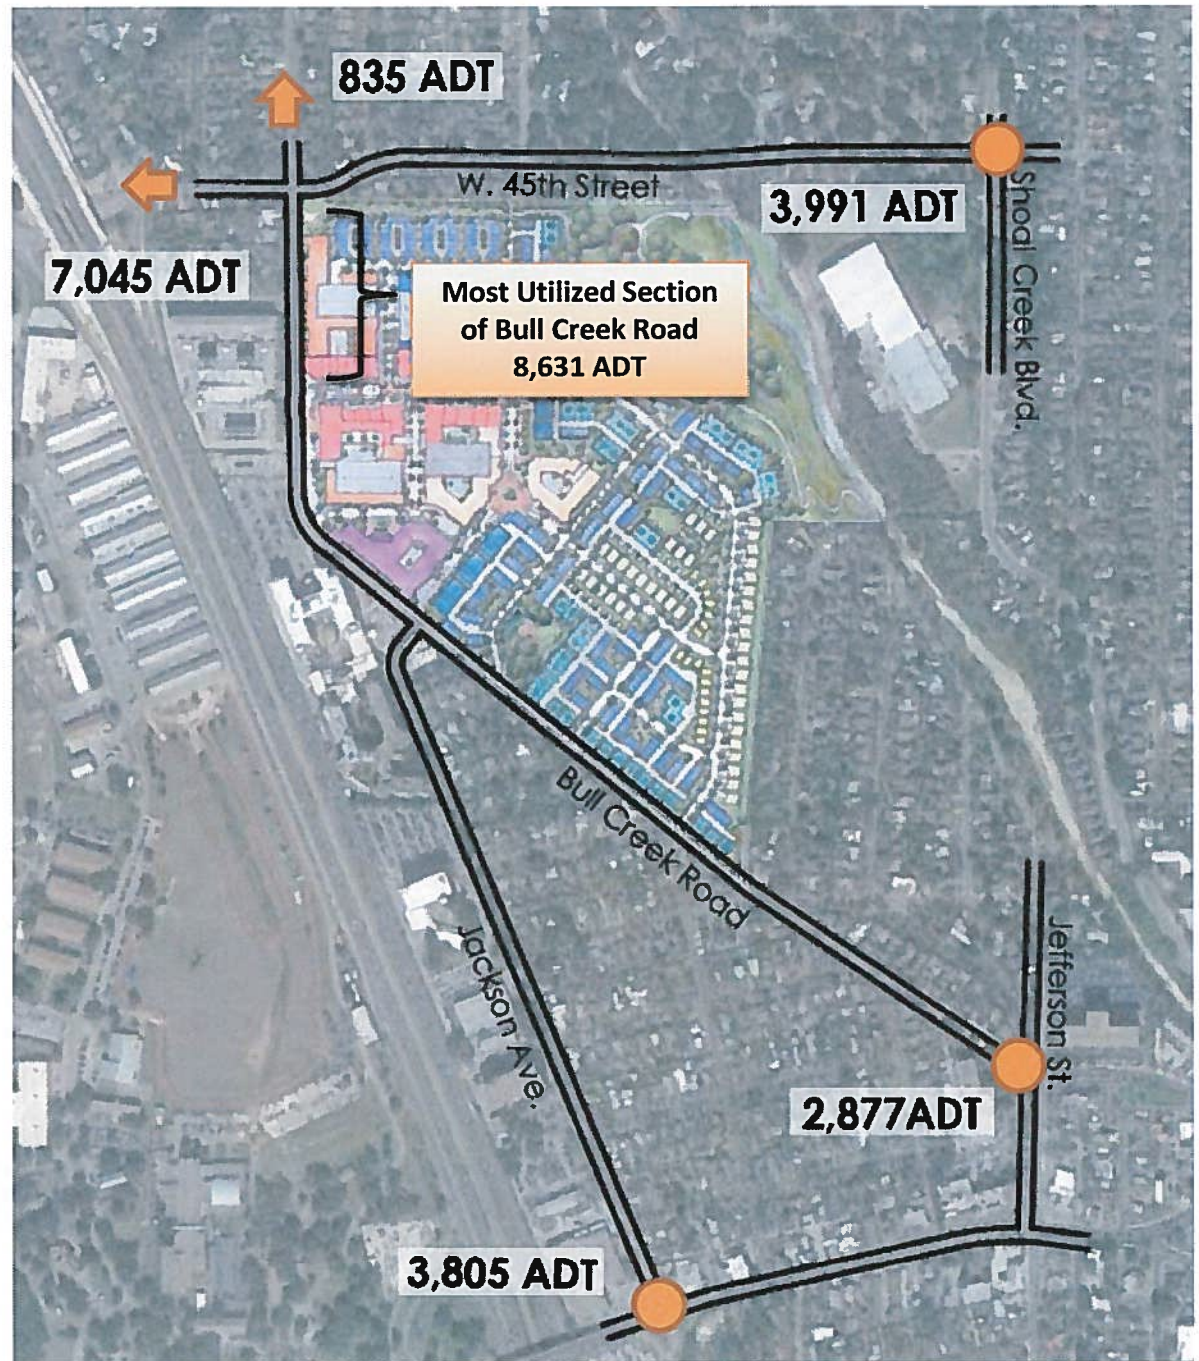 835 ADT
W. 45th Street
3,991 ADT
Shoal Creek Blvd.
7,045 ADT
Most Utilized Section
of Bull Creek Road
8,631 ADT
Bull Creek Road
Jackson Ave.
Jefferson St.
2,877ADT
3,805 ADT